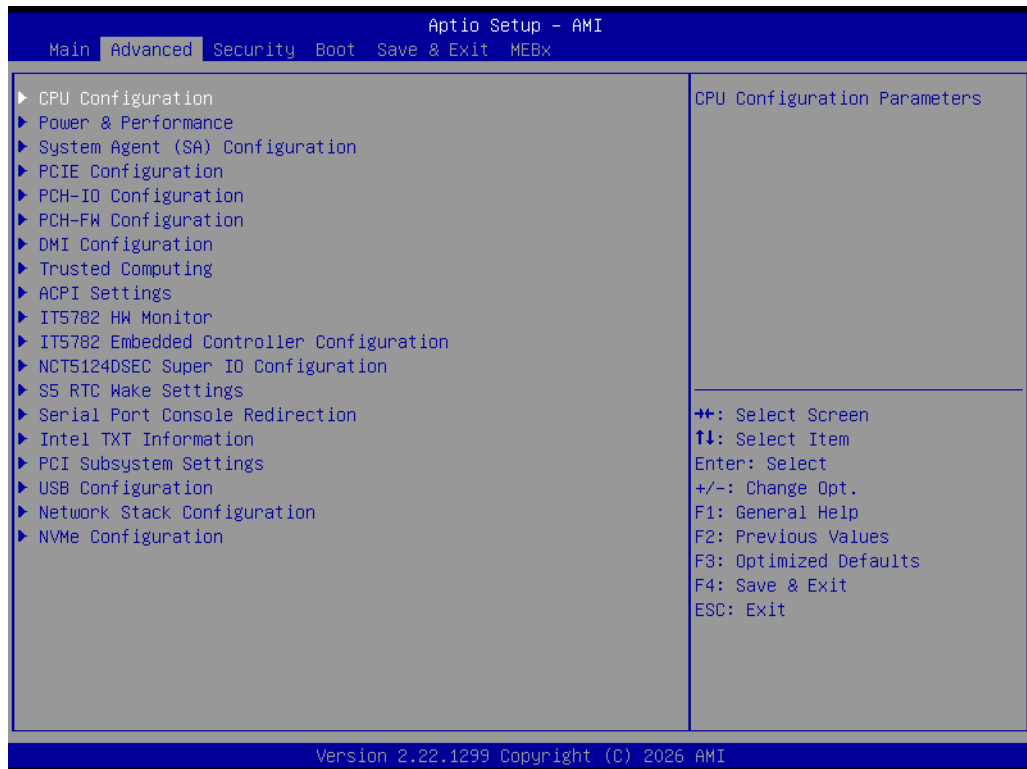 Aptio Setup - AMI
Main Advanced Security Boot Save & Exit MEBx
CPU Configuration
Power & Performance
System Agent (SA) Configuration
PCIE Configuration
PCH-IO Configuration
PCH-FW Configuration
DMI Configuration
Trusted Computing
ACPI Settings
IT5782 HW Monitor
IT5782 Embedded Controller Configuration
NCT5124DSEC Super IO Configuration
S5 RTC Wake Settings
Serial Port Console Redirection
Intel TXT Information
PCI Subsystem Settings
USB Configuration
Network Stack Configuration
NVMe Configuration
CPU Configuration Parameters
→←: Select Screen
↑↓: Select Item
Enter: Select
+/-: Change Opt.
F1: General Help
F2: Previous Values
F3: Optimized Defaults
F4: Save & Exit
ESC: Exit
Version 2.22.1299 Copyright (C) 2026 AMI